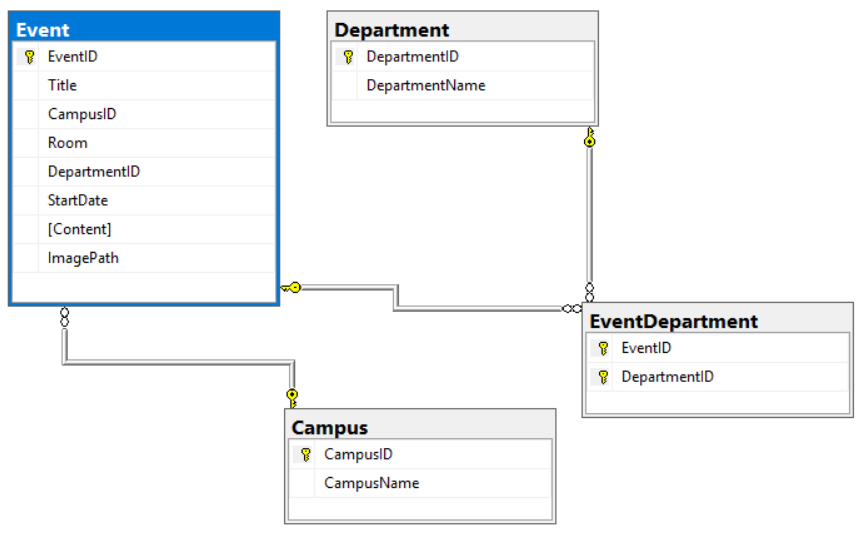 Event
EventID
Title
CampusID
Room
DepartmentID
StartDate
[Content]
ImagePath
Department
DepartmentID
DepartmentName
EventDepartment
EventID
DepartmentID
Campus
CampusID
CampusName